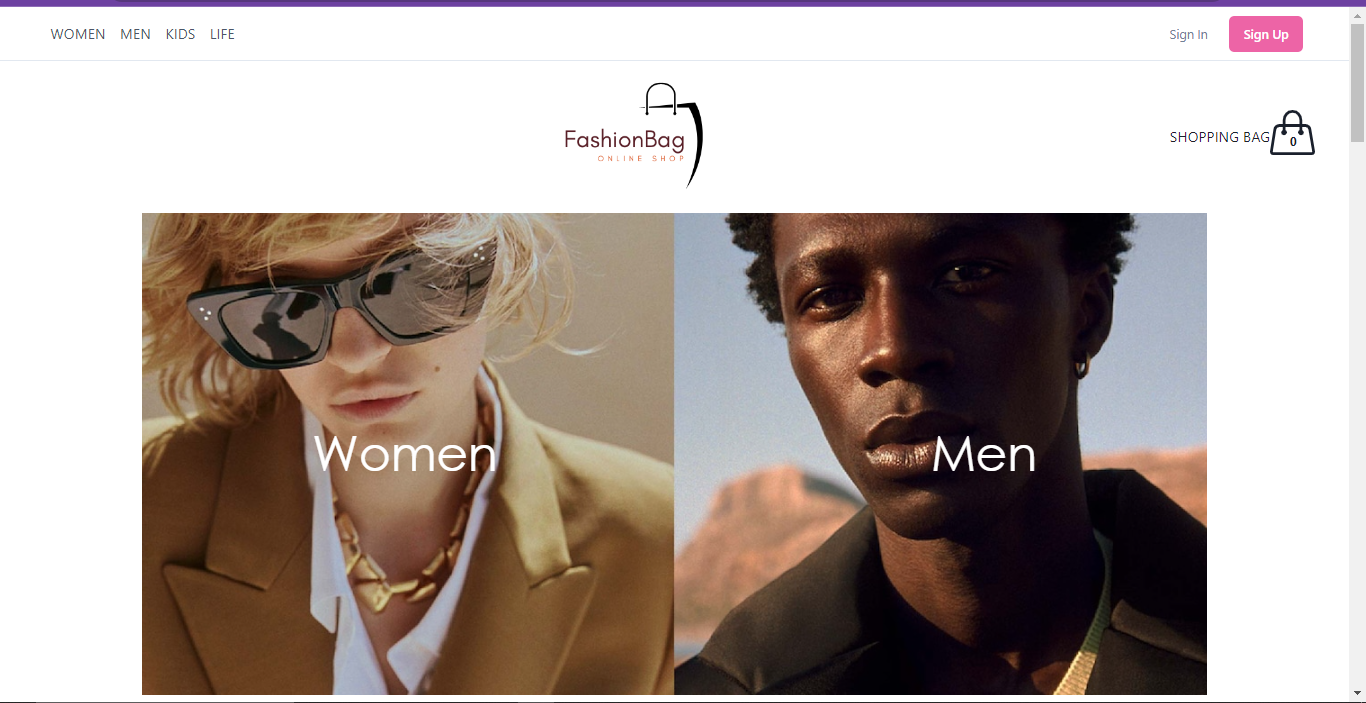 WOMEN MEN KIDS LIFE Sign In Sign Up
FashionBag
ONLINE SHOP
SHOPPING BAG 0
Women Men